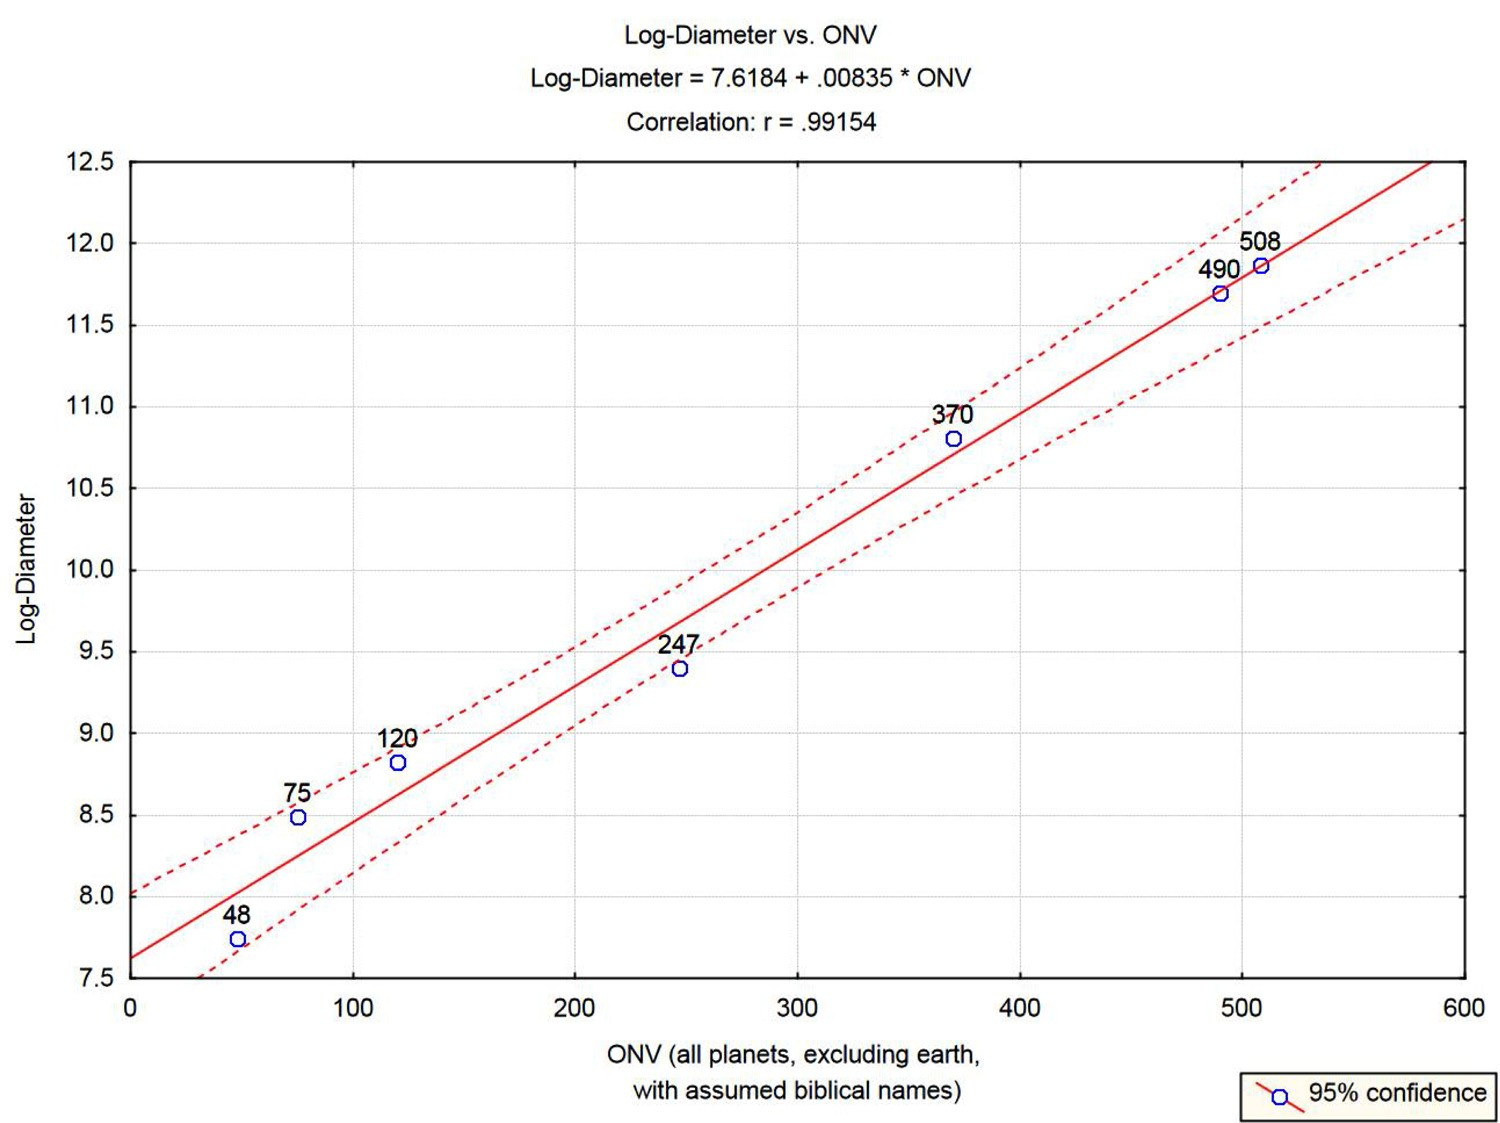 Log-Diameter vs. ONV
Log-Diameter = 7.6184 + .00835 * ONV
Correlation: r = .99154
12.5
12.0
11.5
11.0
10.5
10.0
9.5
9.0
8.5
8.0
7.5
Log-Diameter
508
490
370
247
120
75
48
0 100 200 300 400 500 600
ONV (all planets, excluding earth,
with assumed biblical names)
95% confidence